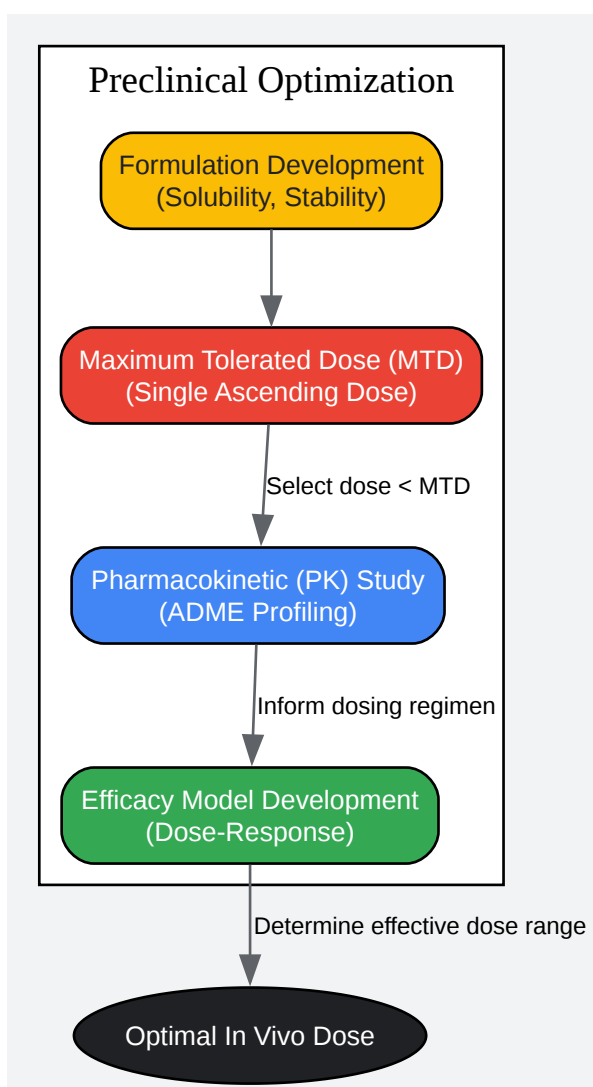 Preclinical Optimization
Formulation Development
(Solubility, Stability)
Maximum Tolerated Dose (MTD)
(Single Ascending Dose)
Select dose < MTD
Pharmacokinetic (PK) Study
(ADME Profiling)
Inform dosing regimen
Efficacy Model Development
(Dose-Response)
Determine effective dose range
Optimal In Vivo Dose